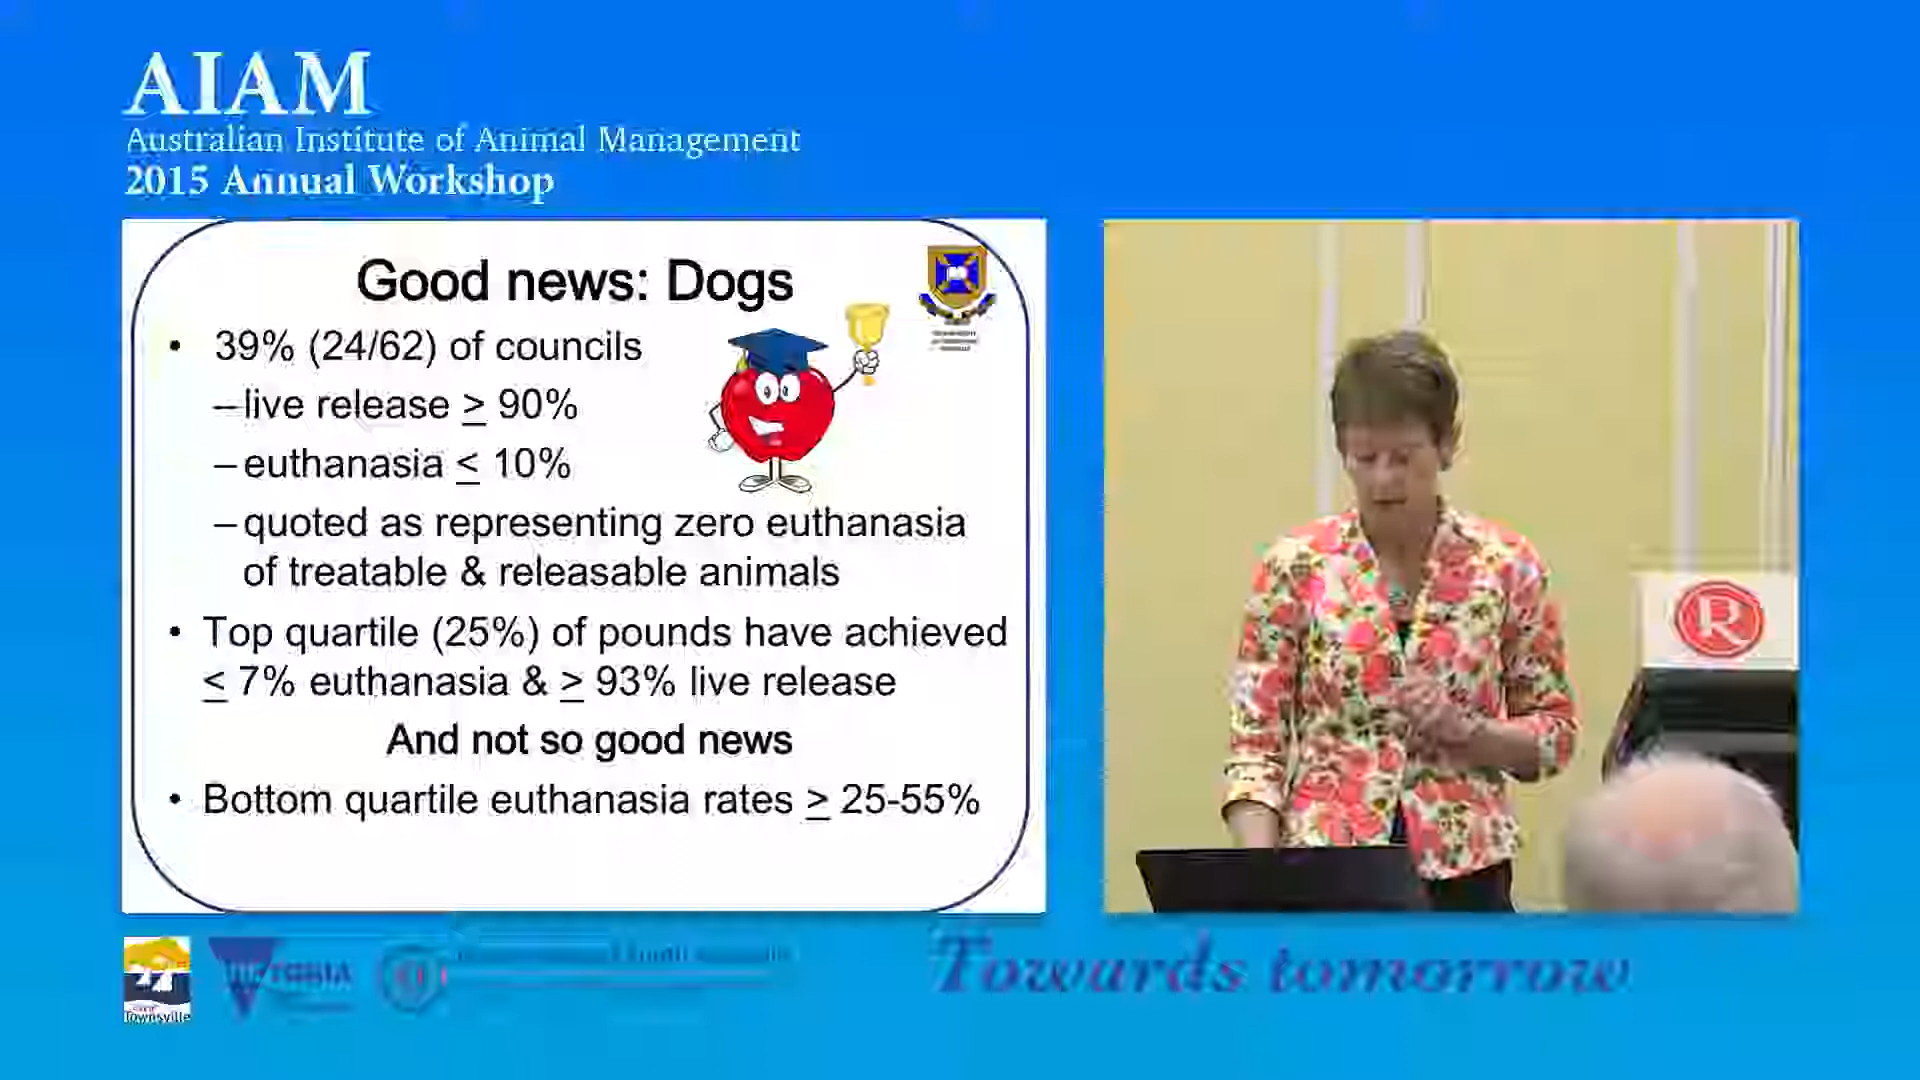 AIAM
Australian Institute of Animal Management
2015 Annual Workshop
Good news: Dogs
• 39% (24/62) of councils
–live release ≥ 90%
–euthanasia ≤ 10%
–quoted as representing zero euthanasia
of treatable & releasable animals
• Top quartile (25%) of pounds have achieved
≤ 7% euthanasia & ≥ 93% live release
And not so good news
• Bottom quartile euthanasia rates ≥ 25-55%
R
Townsville
VICTORIA
South Australia
Towards tomorrow